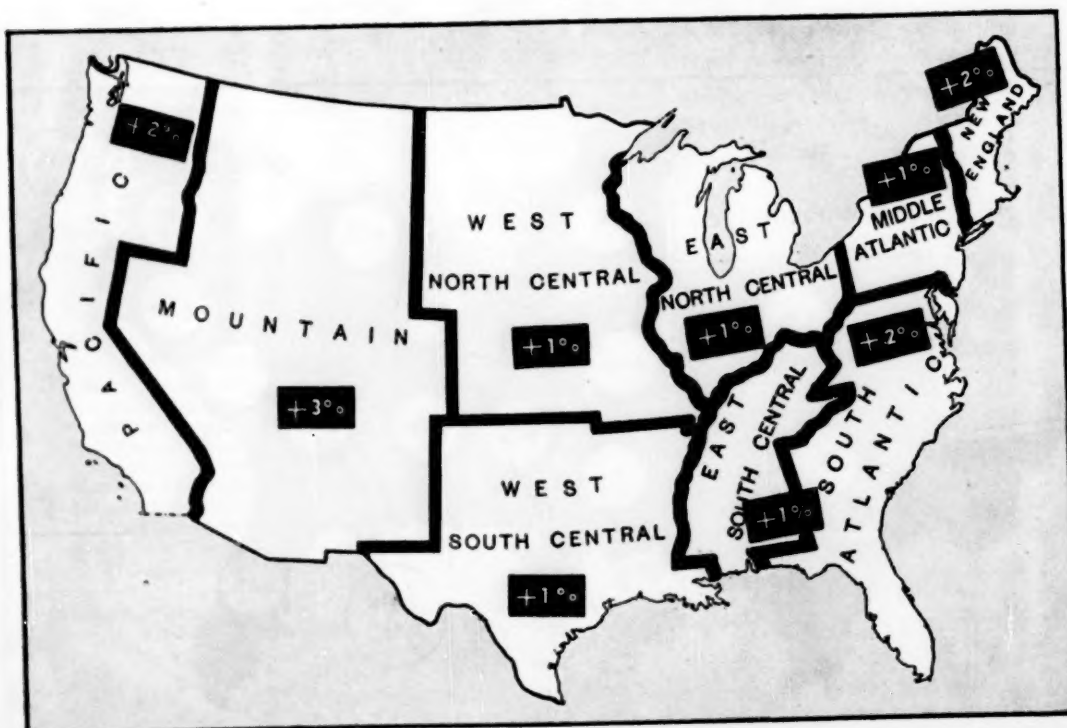 +2%
PPACIFIC
MOUNTAIN
+3%
WEST
NORTH CENTRAL
+1%
WEST
SOUTH CENTRAL
+1%
EAST
NORTH CENTRAL
+1%
EAST
SOUTH CENTRAL
+1%
+2%
NEW
ENGLAND
+1%
MIDDLE
ATLANTIC
+2%
SOUTH
ATLANTIC